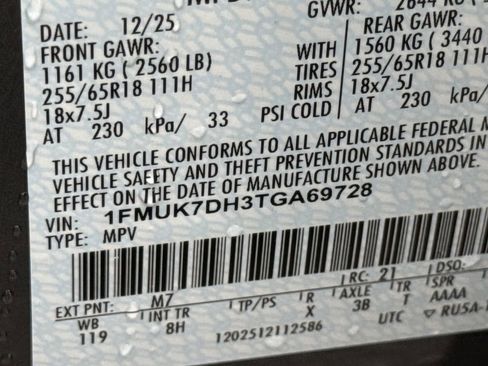 GVWR: 2644 KG
DATE: 12/25
FRONT GAWR: REAR GAWR:
1161 KG ( 2560 LB) WITH 1560 KG ( 3440
255/65R18 111H TIRES 255/65R18 111H
18x7.5J RIMS 18x7.5J
AT 230 kPa/ 33 PSI COLD AT 230 kPa/
THIS VEHICLE CONFORMS TO ALL APPLICABLE FEDERAL M
VEHICLE SAFETY AND THEFT PREVENTION STANDARDS IN
EFFECT ON THE DATE OF MANUFACTURE SHOWN ABOVE.
VIN: 1FMUK7DH3TGA69728
TYPE: MPV
EXT PNT: M7 RC: 21 DSO:
WB INT TR TP/PS R AXLE TR SPR
119 8H X 3B T AAAA
1202512112586 UTC ▽ RU5A-